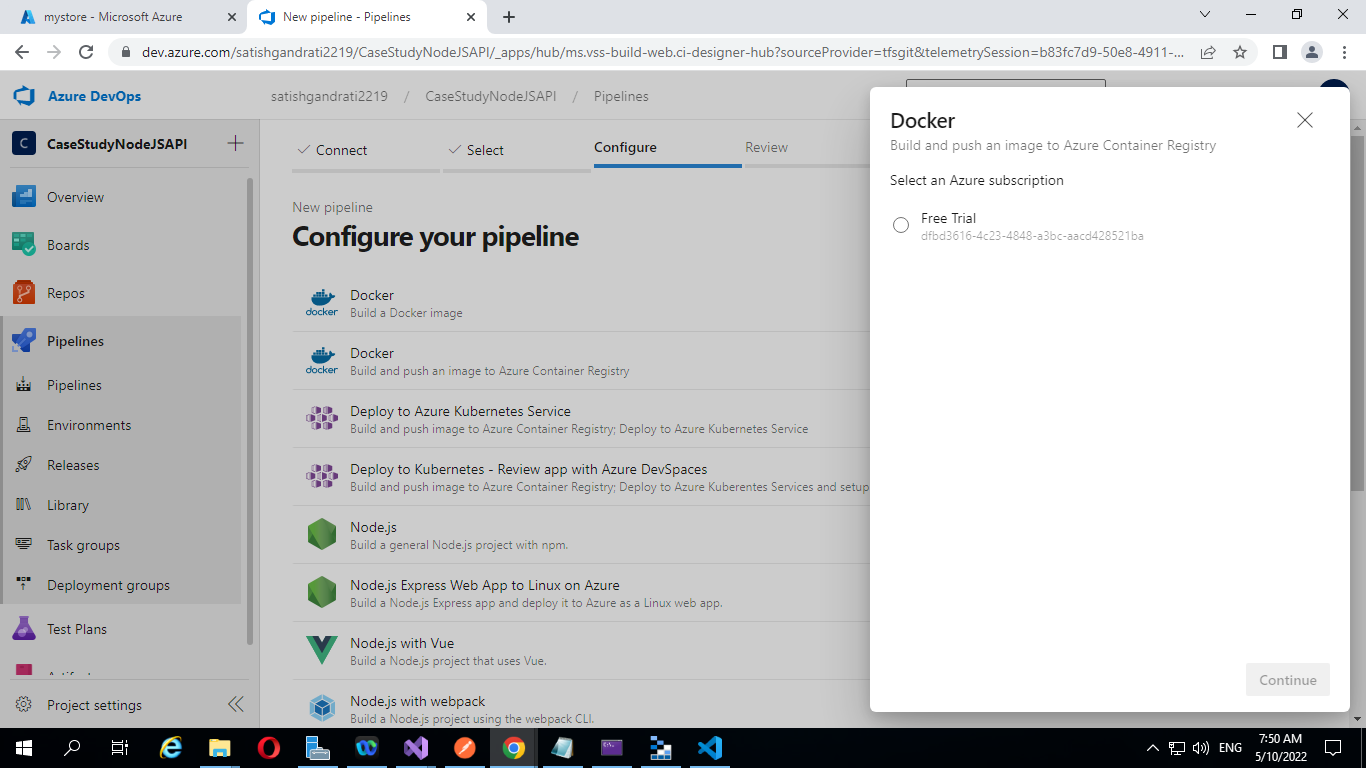 mystore - Microsoft Azure
New pipeline - Pipelines
dev.azure.com/satishgandrati2219/CaseStudyNodeJSAPI/_apps/hub/ms.vss-build-web.ci-designer-hub?sourceProvider=tfsgit&telemetrySession=b83fc7d9-50e8-4911-...
Azure DevOps
satishgandrati2219 / CaseStudyNodeJSAPI / Pipelines
C CaseStudyNodeJSAPI
Overview
Boards
Repos
Pipelines
Pipelines
Environments
Releases
Library
Task groups
Deployment groups
Test Plans
Project settings
Connect
Select
Configure
Review
New pipeline
Configure your pipeline
docker
Docker
Build a Docker image
docker
Docker
Build and push an image to Azure Container Registry
Deploy to Azure Kubernetes Service
Build and push image to Azure Container Registry; Deploy to Azure Kubernetes Service
Deploy to Kubernetes - Review app with Azure DevSpaces
Build and push image to Azure Container Registry; Deploy to Azure Kuberentes Services and setup
Node.js
Build a general Node.js project with npm.
Node.js Express Web App to Linux on Azure
Build a Node.js Express app and deploy it to Azure as a Linux web app.
Node.js with Vue
Build a Node.js project that uses Vue.
Node.js with webpack
Build a Node.js project using the webpack CLI.
Docker
Build and push an image to Azure Container Registry
Select an Azure subscription
Free Trial
dfbd3616-4c23-4848-a3bc-aacd428521ba
Continue
ENG
7:50 AM
5/10/2022